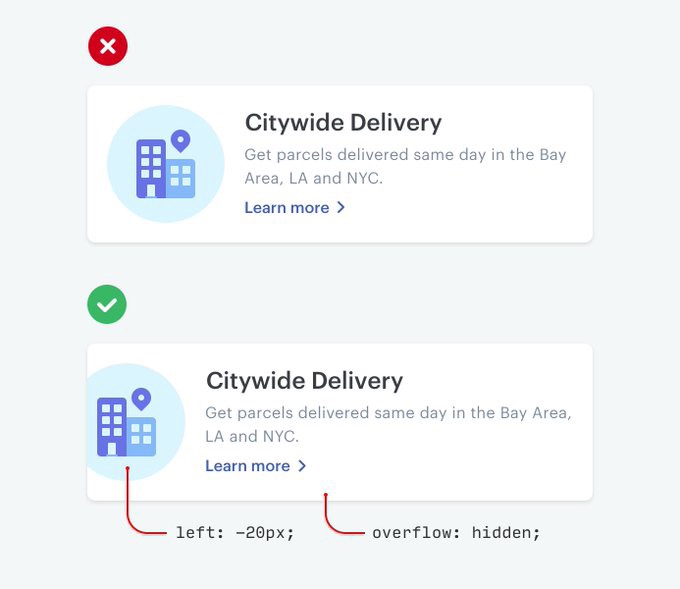 Citywide Delivery
Get parcels delivered same day in the Bay
Area, LA and NYC.
Learn more
Citywide Delivery
Get parcels delivered same day in the Bay Area,
LA and NYC.
Learn more
left: -20px;
overflow: hidden;